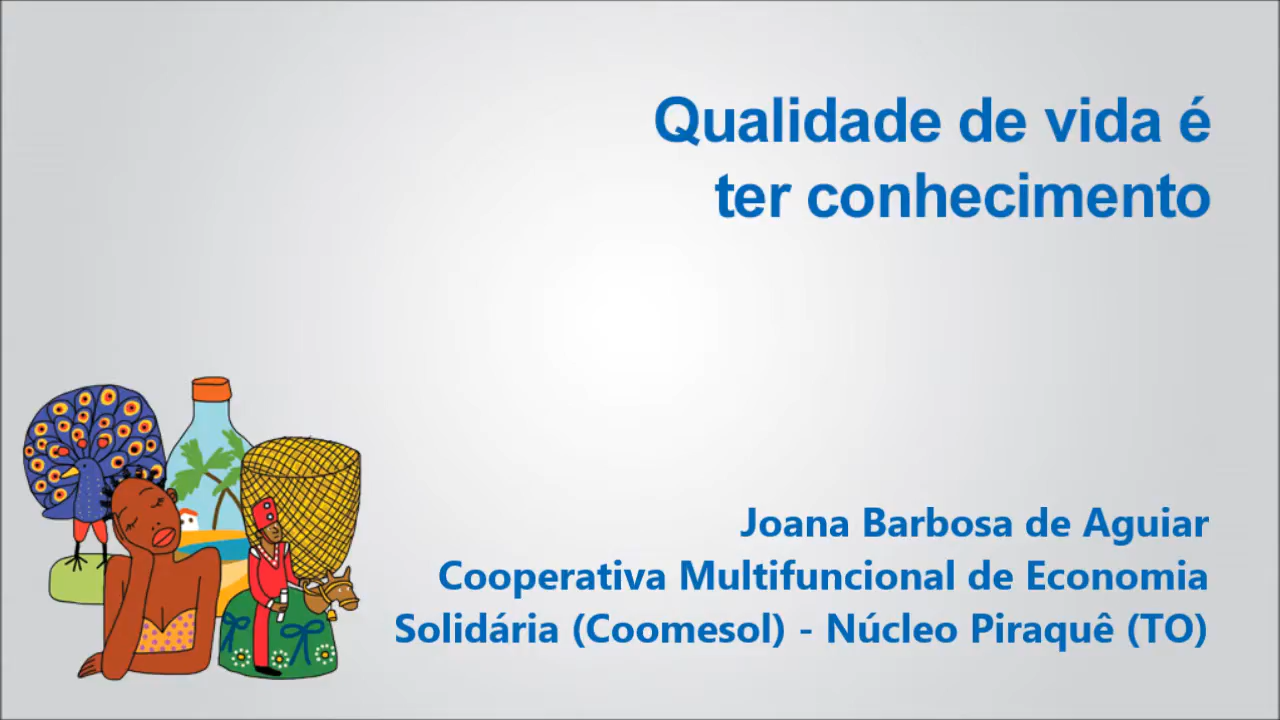 Qualidade de vida é
ter conhecimento
Joana Barbosa de Aguiar
Cooperativa Multifuncional de Economia
Solidária (Coomesol) - Núcleo Piraquê (TO)